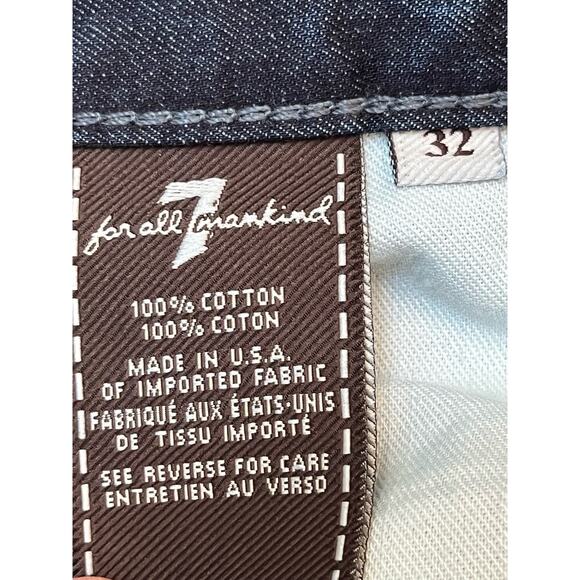 32
for all 7 mankind
100% COTTON
100% COTON
MADE IN U.S.A.
OF IMPORTED FABRIC
FABRIQUÉ AUX ÉTATS-UNIS
DE TISSU IMPORTÉ
SEE REVERSE FOR CARE
ENTRETIEN AU VERSO